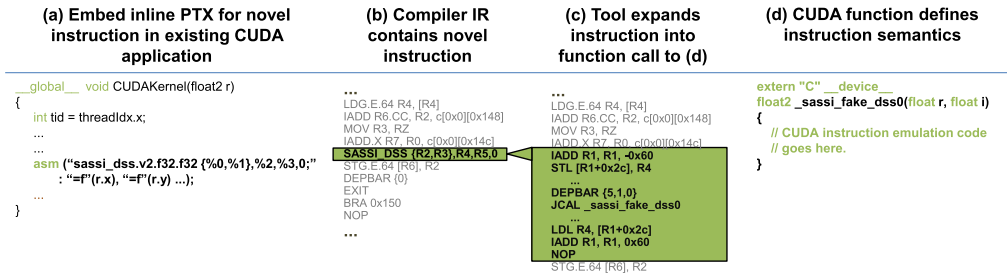 (a) Embed inline PTX for novel
instruction in existing CUDA
application
__global__ void CUDAKernel(float2 r)
{
int tid = threadIdx.x;
...
...
asm (“sassi_dss.v2.f32.f32 {%0,%1},%2,%3,0;”
: “=f”(r.x), “=f”(r.y) ...);
...
}
(b) Compiler IR
contains novel
instruction
...
LDG.E.64 R4, [R4]
IADD R6.CC, R2, c[0x0][0x148]
MOV R3, RZ
IADD.X R7, R0, c[0x0][0x14c]
SASSI_DSS {R2,R3},R4,R5,0
STG.E.64 [R6], R2
DEPBAR {0}
EXIT
BRA 0x150
NOP
...
(c) Tool expands
instruction into
function call to (d)
...
LDG.E.64 R4, [R4]
IADD R6.CC, R2, c[0x0][0x148]
MOV R3, RZ
IADD.X R7, R0, c[0x0][0x14c]
IADD R1, R1, -0x60
STL [R1+0x2c], R4
...
DEPBAR {5,1,0}
JCAL _sassi_fake_dss0
...
LDL R4, [R1+0x2c]
IADD R1, R1, 0x60
NOP
STG.E.64 [R6], R2
(d) CUDA function defines
instruction semantics
extern "C" __device__
float2 _sassi_fake_dss0(float r, float i)
{
// CUDA instruction emulation code
// goes here.
}